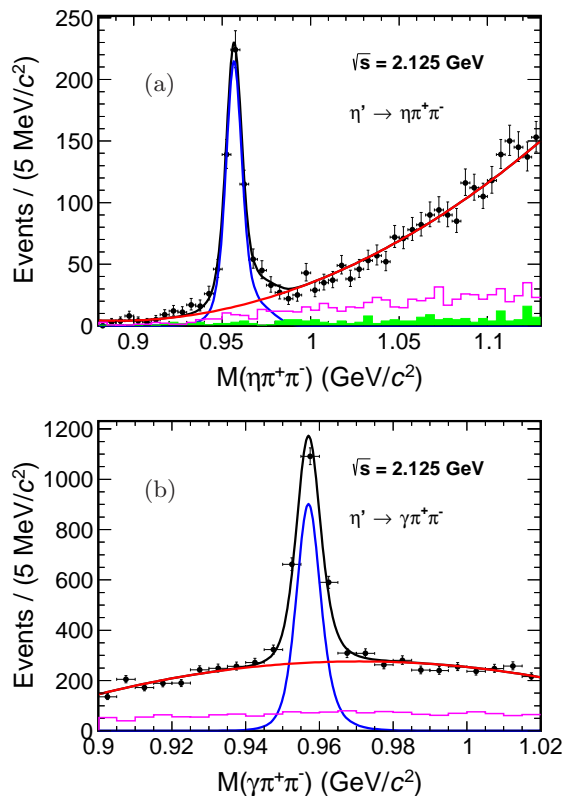 250
200
150
100
50
0
Events / (5 MeV/c²)
(a)
√s = 2.125 GeV
η' → ηπ⁺π⁻
0.9 0.95 1 1.05 1.1
M(ηπ⁺π⁻) (GeV/c²)
1200
1000
800
600
400
200
0
Events / (5 MeV/c²)
(b)
√s = 2.125 GeV
η' → γπ⁺π⁻
0.9 0.92 0.94 0.96 0.98 1 1.02
M(γπ⁺π⁻) (GeV/c²)